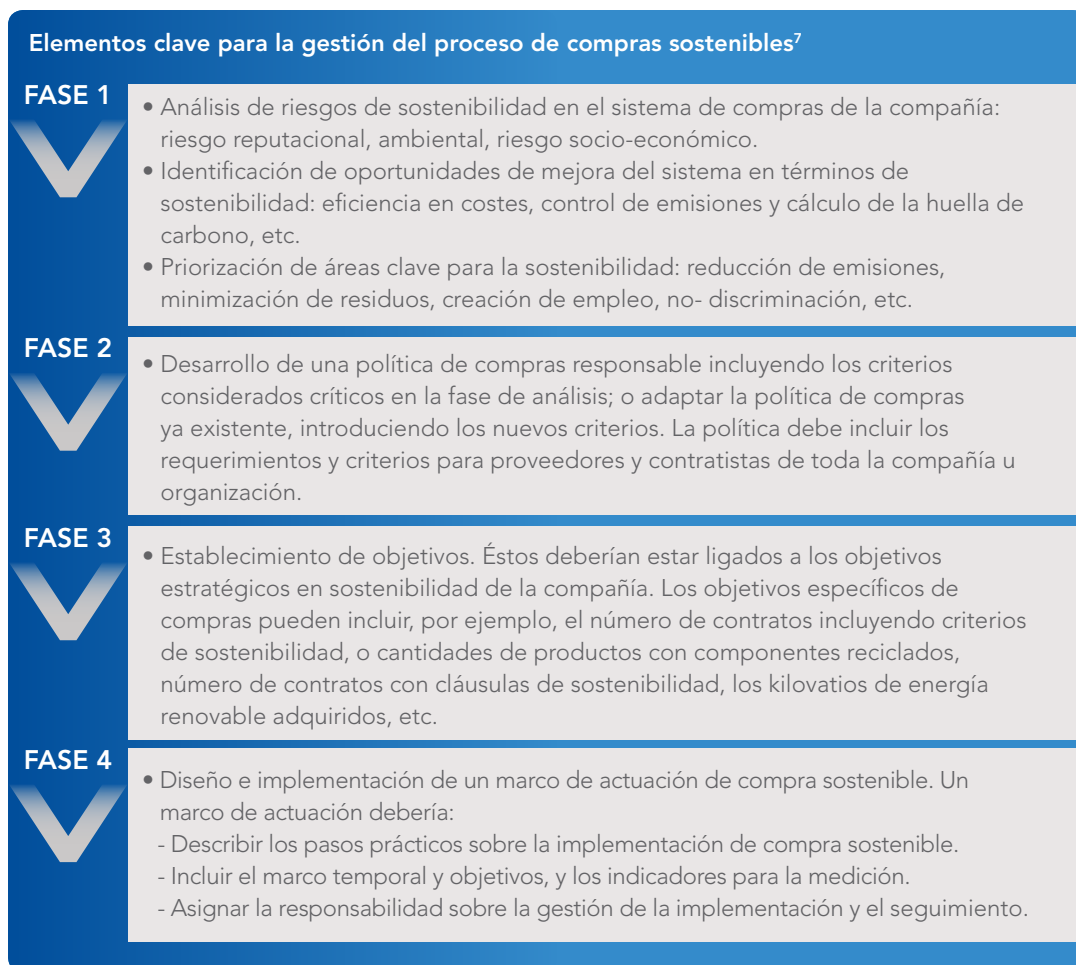 Elementos clave para la gestión del proceso de compras sostenibles⁷
FASE 1
• Análisis de riesgos de sostenibilidad en el sistema de compras de la compañía:
riesgo reputacional, ambiental, riesgo socio-económico.
• Identificación de oportunidades de mejora del sistema en términos de
sostenibilidad: eficiencia en costes, control de emisiones y cálculo de la huella de
carbono, etc.
• Priorización de áreas clave para la sostenibilidad: reducción de emisiones,
minimización de residuos, creación de empleo, no- discriminación, etc.
FASE 2
• Desarrollo de una política de compras responsable incluyendo los criterios
considerados críticos en la fase de análisis; o adaptar la política de compras
ya existente, introduciendo los nuevos criterios. La política debe incluir los
requerimientos y criterios para proveedores y contratistas de toda la compañía u
organización.
FASE 3
• Establecimiento de objetivos. Éstos deberían estar ligados a los objetivos
estratégicos en sostenibilidad de la compañía. Los objetivos específicos de
compras pueden incluir, por ejemplo, el número de contratos incluyendo criterios
de sostenibilidad, o cantidades de productos con componentes reciclados,
número de contratos con cláusulas de sostenibilidad, los kilovatios de energía
renovable adquiridos, etc.
FASE 4
• Diseño e implementación de un marco de actuación de compra sostenible. Un
marco de actuación debería:
- Describir los pasos prácticos sobre la implementación de compra sostenible.
- Incluir el marco temporal y objetivos, y los indicadores para la medición.
- Asignar la responsabilidad sobre la gestión de la implementación y el seguimiento.